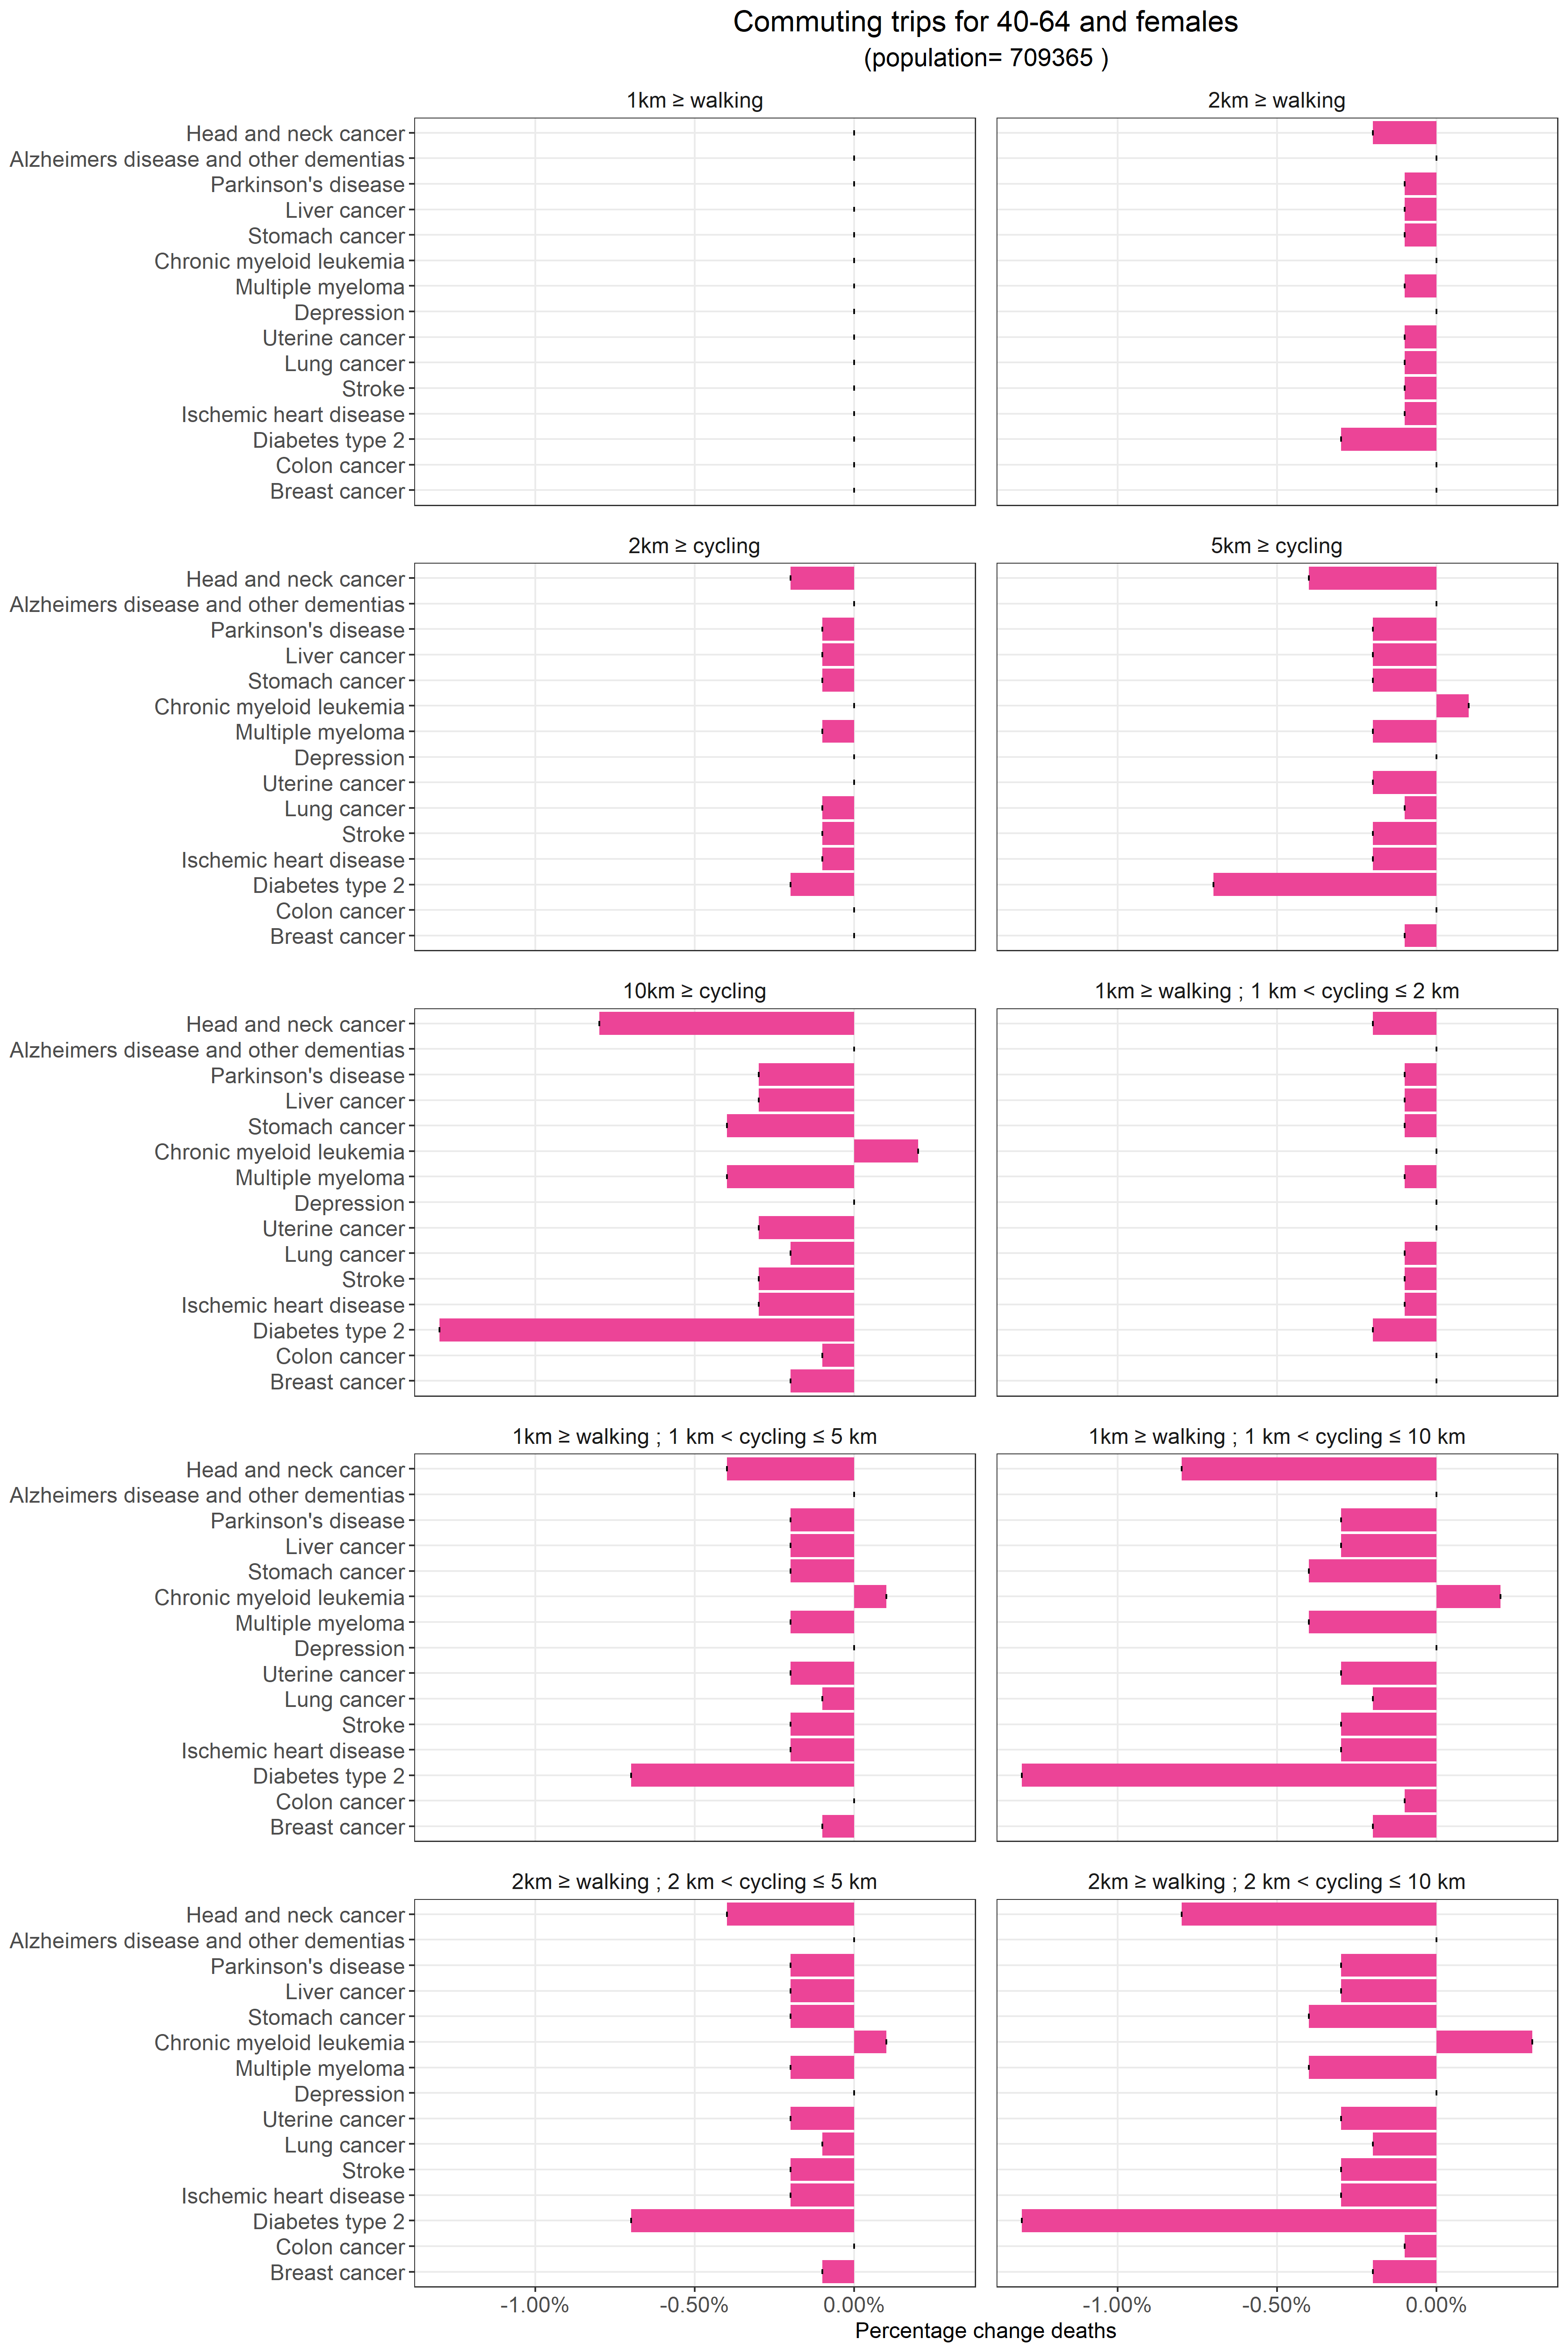 Commuting trips for 40-64 and females
(population= 709365 )
1km ≥ walking
2km ≥ walking
Head and neck cancer
Alzheimers disease and other dementias
Parkinson's disease
Liver cancer
Stomach cancer
Chronic myeloid leukemia
Multiple myeloma
Depression
Uterine cancer
Lung cancer
Stroke
Ischemic heart disease
Diabetes type 2
Colon cancer
Breast cancer
2km ≥ cycling
5km ≥ cycling
Head and neck cancer
Alzheimers disease and other dementias
Parkinson's disease
Liver cancer
Stomach cancer
Chronic myeloid leukemia
Multiple myeloma
Depression
Uterine cancer
Lung cancer
Stroke
Ischemic heart disease
Diabetes type 2
Colon cancer
Breast cancer
10km ≥ cycling
1km ≥ walking ; 1 km < cycling ≤ 2 km
Head and neck cancer
Alzheimers disease and other dementias
Parkinson's disease
Liver cancer
Stomach cancer
Chronic myeloid leukemia
Multiple myeloma
Depression
Uterine cancer
Lung cancer
Stroke
Ischemic heart disease
Diabetes type 2
Colon cancer
Breast cancer
1km ≥ walking ; 1 km < cycling ≤ 5 km
1km ≥ walking ; 1 km < cycling ≤ 10 km
Head and neck cancer
Alzheimers disease and other dementias
Parkinson's disease
Liver cancer
Stomach cancer
Chronic myeloid leukemia
Multiple myeloma
Depression
Uterine cancer
Lung cancer
Stroke
Ischemic heart disease
Diabetes type 2
Colon cancer
Breast cancer
2km ≥ walking ; 2 km < cycling ≤ 5 km
2km ≥ walking ; 2 km < cycling ≤ 10 km
Head and neck cancer
Alzheimers disease and other dementias
Parkinson's disease
Liver cancer
Stomach cancer
Chronic myeloid leukemia
Multiple myeloma
Depression
Uterine cancer
Lung cancer
Stroke
Ischemic heart disease
Diabetes type 2
Colon cancer
Breast cancer
-1.00% -0.50% 0.00% -1.00% -0.50% 0.00%
Percentage change deaths